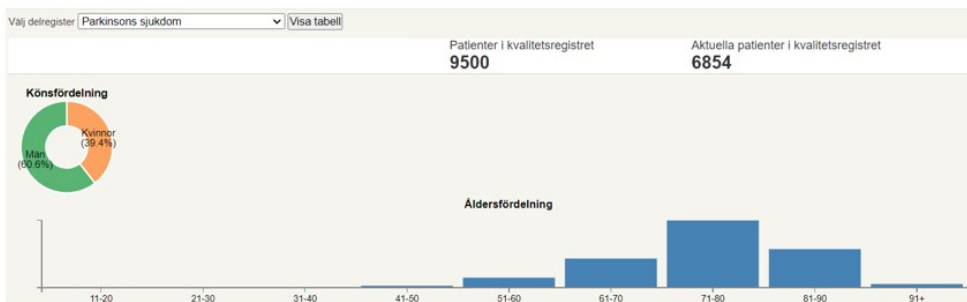 Välj delregister Parkinsons sjukdom Visa tabell
Patienter i kvalitetsregistret Aktuella patienter i kvalitetsregistret
9500 6854
Könsfördelning
Kvinnor
(39.4%)
Män
(60.6%)
Åldersfördelning
11-20 21-30 31-40 41-50 51-60 61-70 71-80 81-90 91+